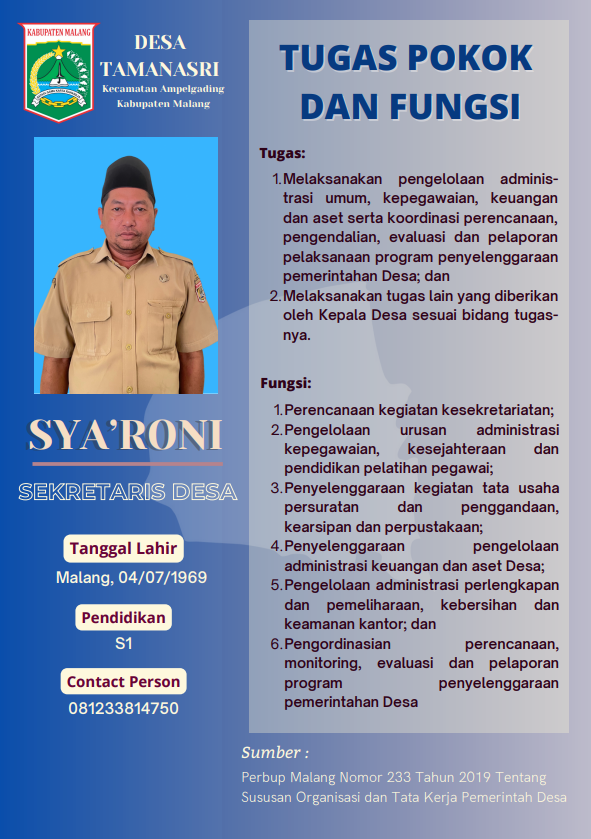 KABUPATEN MALANG
DESA
TAMANASRI
Kecamatan Ampelgading
Kabupaten Malang
SYA'RONI
SEKRETARIS DESA
Tanggal Lahir
Malang, 04/07/1969
Pendidikan
S1
Contact Person
081233814750
TUGAS POKOK
DAN FUNGSI
Tugas:
1. Melaksanakan pengelolaan adminis-
trasi umum, kepegawaian, keuangan
dan aset serta koordinasi perencanaan,
pengendalian, evaluasi dan pelaporan
pelaksanaan program penyelenggaraan
pemerintahan Desa; dan
2. Melaksanakan tugas lain yang diberikan
oleh Kepala Desa sesuai bidang tugas-
nya.
Fungsi:
1. Perencanaan kegiatan kesekretariatan;
2. Pengelolaan urusan administrasi
kepegawaian, kesejahteraan dan
pendidikan pelatihan pegawai;
3. Penyelenggaraan kegiatan tata usaha
persuratan dan penggandaan,
kearsipan dan perpustakaan;
4. Penyelenggaraan pengelolaan
administrasi keuangan dan aset Desa;
5. Pengelolaan administrasi perlengkapan
dan pemeliharaan, kebersihan dan
keamanan kantor; dan
6. Pengordinasian perencanaan,
monitoring, evaluasi dan pelaporan
program penyelenggaraan
pemerintahan Desa
Sumber :
Perbup Malang Nomor 233 Tahun 2019 Tentang
Sususan Organisasi dan Tata Kerja Pemerintah Desa